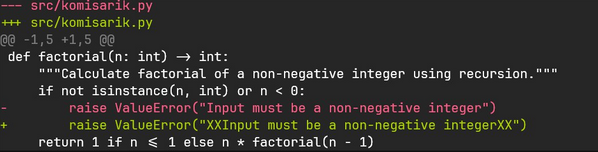 --- src/komisarik.py
+++ src/komisarik.py
@@ -1,5 +1,5 @@
 def factorial(n: int) -> int:
     """Calculate factorial of a non-negative integer using recursion."""
     if not isinstance(n, int) or n < 0:
-        raise ValueError("Input must be a non-negative integer")
+        raise ValueError("XXInput must be a non-negative integerXX")
     return 1 if n <= 1 else n * factorial(n - 1)